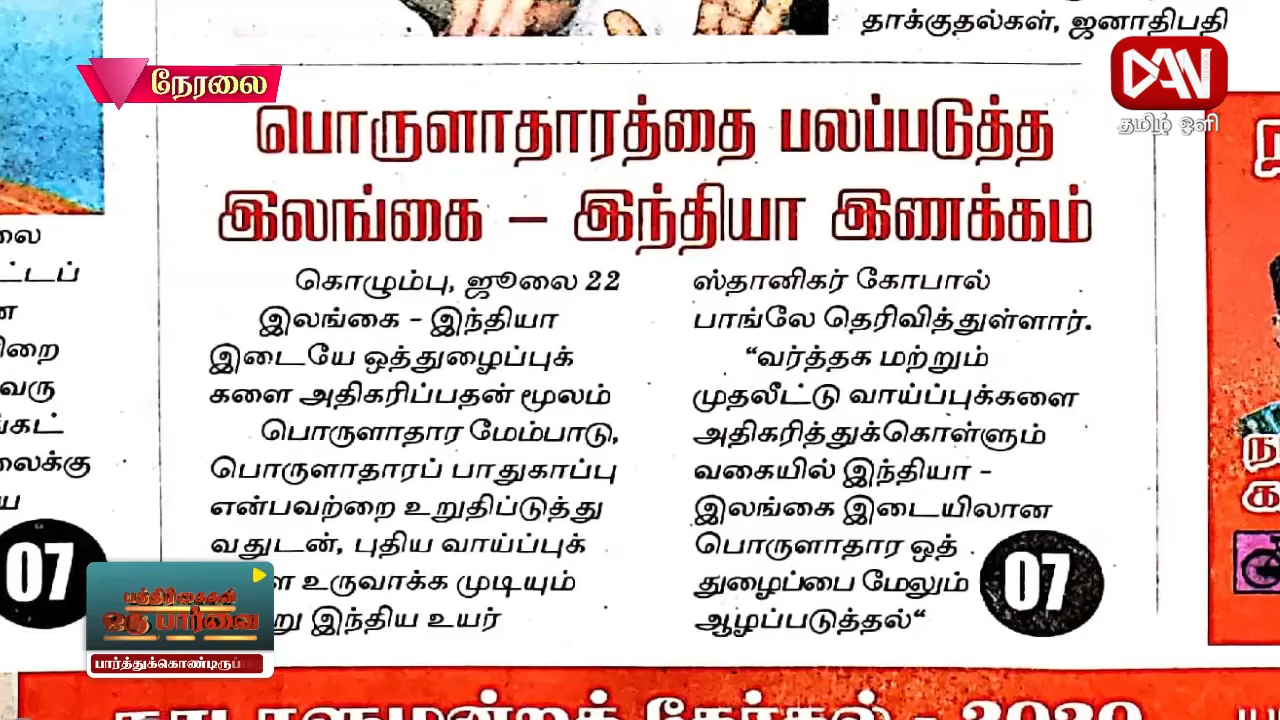 தாக்குதல்கள், ஜனாதிபதி
நேரலை
DAN
தமிழ் ஒளி
பொருளாதாரத்தை பலப்படுத்த
இலங்கை – இந்தியா இணக்கம்
கொழும்பு, ஜூலை 22
இலங்கை – இந்தியா
இடையே ஒத்துழைப்புக்
களை அதிகரிப்பதன் மூலம்
பொருளாதார மேம்பாடு,
பொருளாதாரப் பாதுகாப்பு
என்பவற்றை உறுதிப்டுத்து
வதுடன், புதிய வாய்ப்புக்
உருவாக்க முடியும்
இந்திய உயர்
ஸ்தானிகர் கோபால்
பாங்லே தெரிவித்துள்ளார்.
“வர்த்தக மற்றும்
முதலீட்டு வாய்ப்புக்களை
அதிகரித்துக்கொள்ளும்
வகையில் இந்தியா –
இலங்கை இடையிலான
பொருளாதார ஒத்
துழைப்பை மேலும்
ஆழப்படுத்தல்“
07
07
பத்திரிகைகள்
ஒரு பார்வை